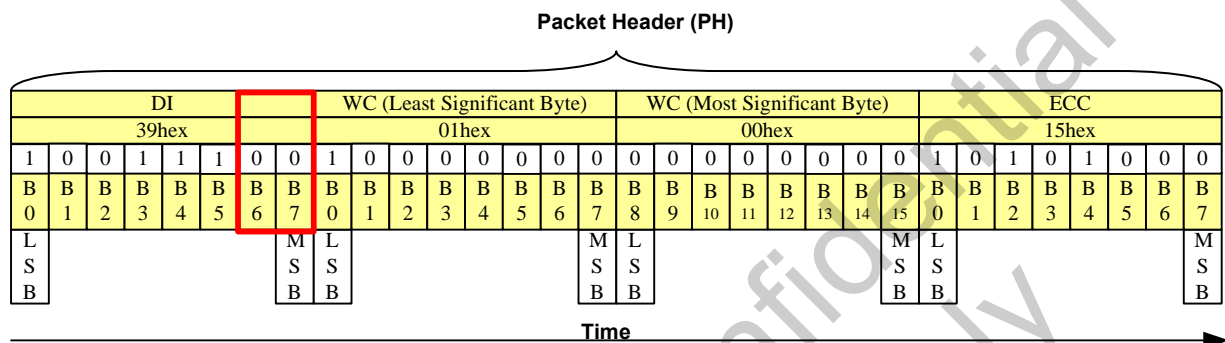 Packet Header (PH)
DI WC (Least Significant Byte) WC (Most Significant Byte) ECC
39hex 01hex 00hex 15hex
1 0 0 1 1 1 0 0 1 0 0 0 0 0 0 0 0 0 0 0 0 0 0 0 1 0 1 0 1 0 0 0
B0 B1 B2 B3 B4 B5 B6 B7 B0 B1 B2 B3 B4 B5 B6 B7 B8 B9 B10 B11 B12 B13 B14 B15 B0 B1 B2 B3 B4 B5 B6 B7
LSB MSB LSB MSB LSB MSB LSB MSB
Time